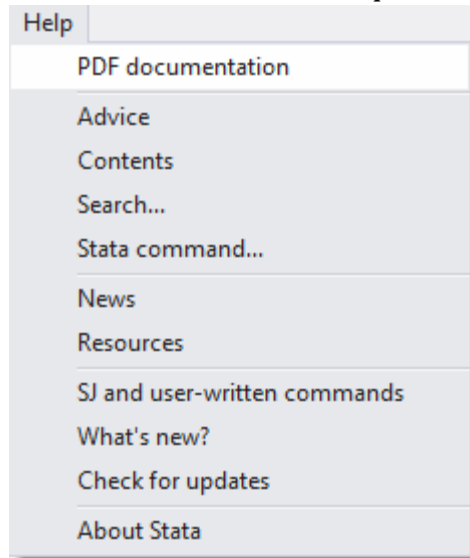 Help
PDF documentation
Advice
Contents
Search...
Stata command...
News
Resources
SJ and user-written commands
What's new?
Check for updates
About Stata